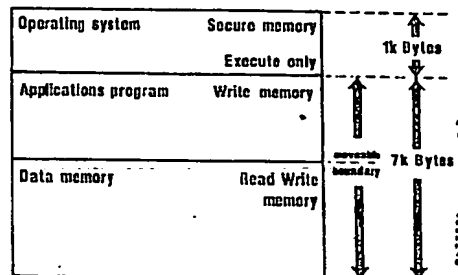 Operating system Secure memory
1k Bytes
Execute only
Applications program Write memory
moveable boundary
7k Bytes
Data memory Read Write memory